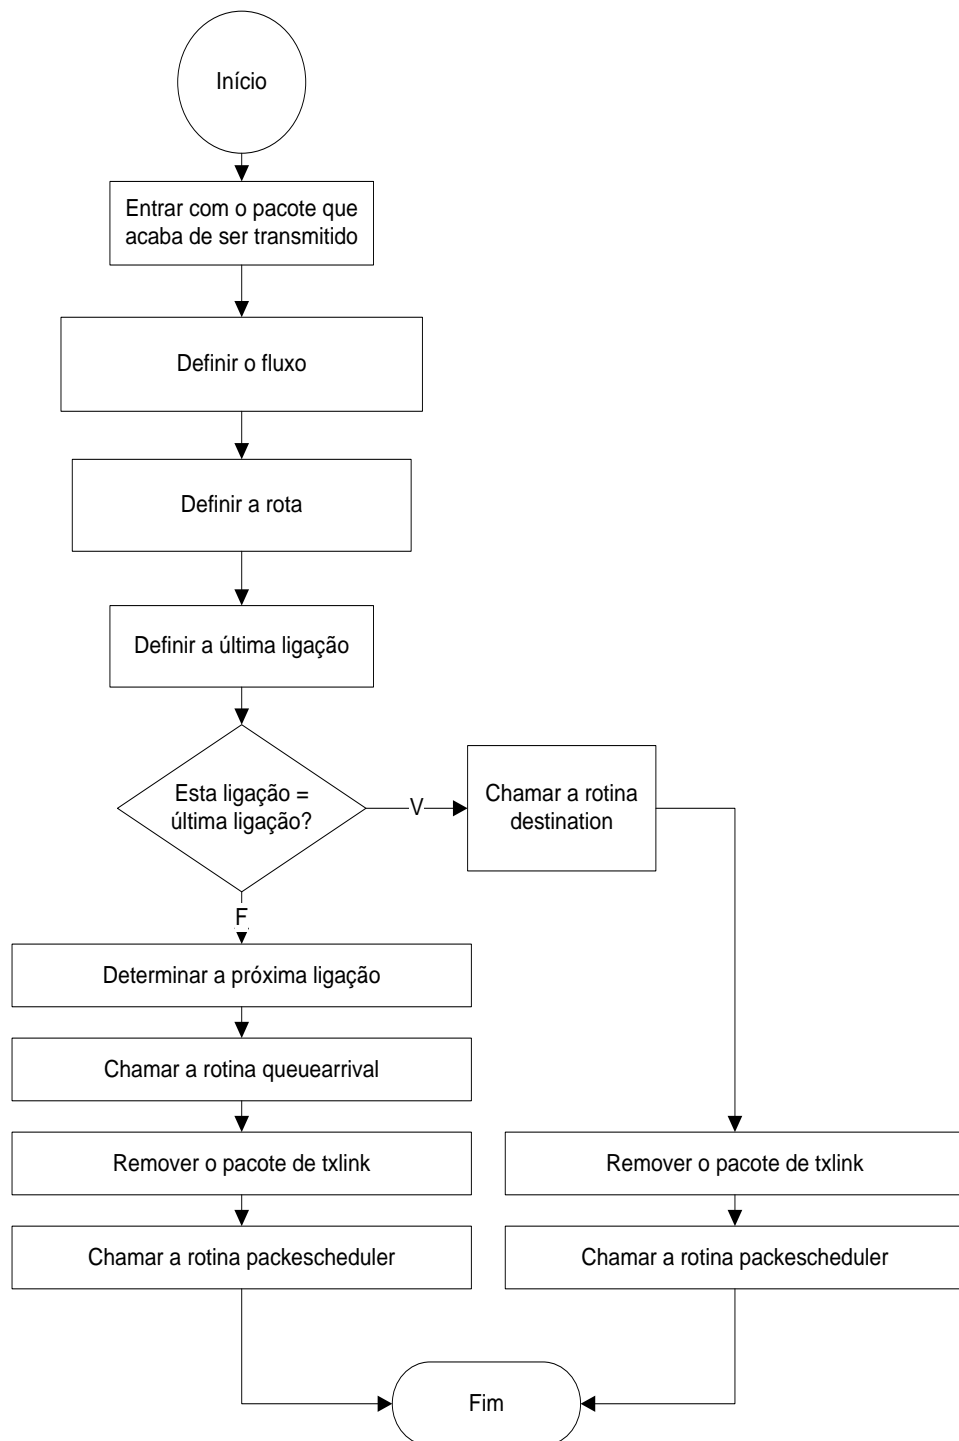 Início
Entrar com o pacote que
acaba de ser transmitido
Definir o fluxo
Definir a rota
Definir a última ligação
Esta ligação =
última ligação?
V
Chamar a rotina
destination
F
Determinar a próxima ligação
Chamar a rotina queuearrival
Remover o pacote de txlink
Remover o pacote de txlink
Chamar a rotina packescheduler
Chamar a rotina packescheduler
Fim